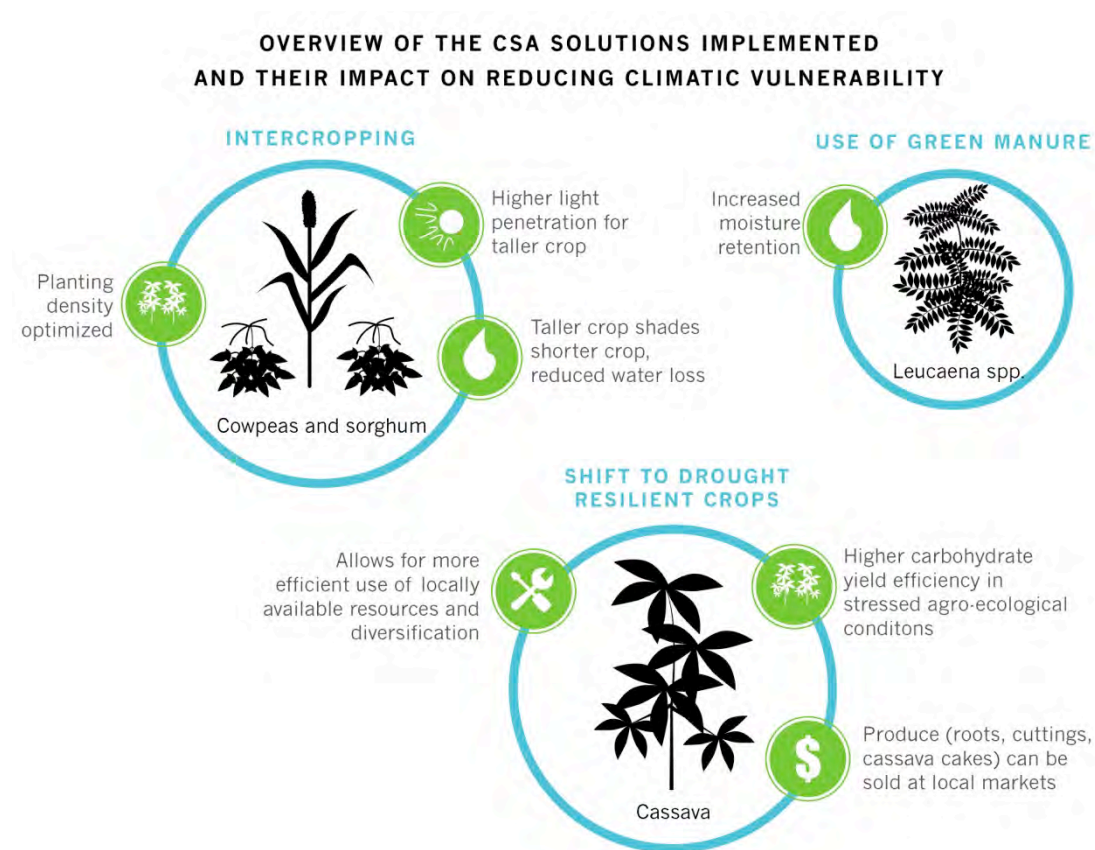 OVERVIEW OF THE CSA SOLUTIONS IMPLEMENTED
AND THEIR IMPACT ON REDUCING CLIMATIC VULNERABILITY
INTERCROPPING
Planting
density
optimized
Higher light
penetration for
taller crop
Taller crop shades
shorter crop,
reduced water loss
Cowpeas and sorghum
USE OF GREEN MANURE
Increased
moisture
retention
Leucaena spp.
SHIFT TO DROUGHT
RESILIENT CROPS
Allows for more
efficient use of locally
available resources and
diversification
Higher carbohydrate
yield efficiency in
stressed agro-ecological
conditons
Produce (roots, cuttings,
cassava cakes) can be
sold at local markets
$
Cassava